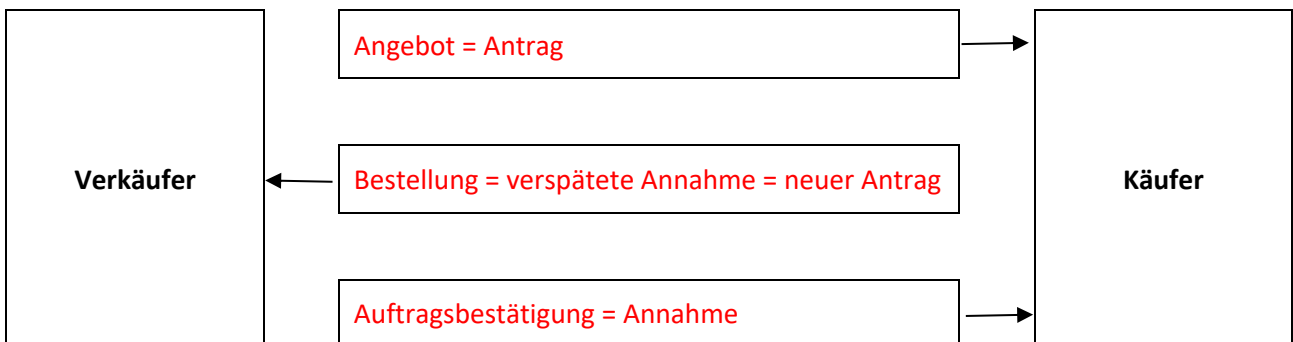 Angebot = Antrag
Verkäufer
Bestellung = verspätete Annahme = neuer Antrag
Käufer
Auftragsbestätigung = Annahme